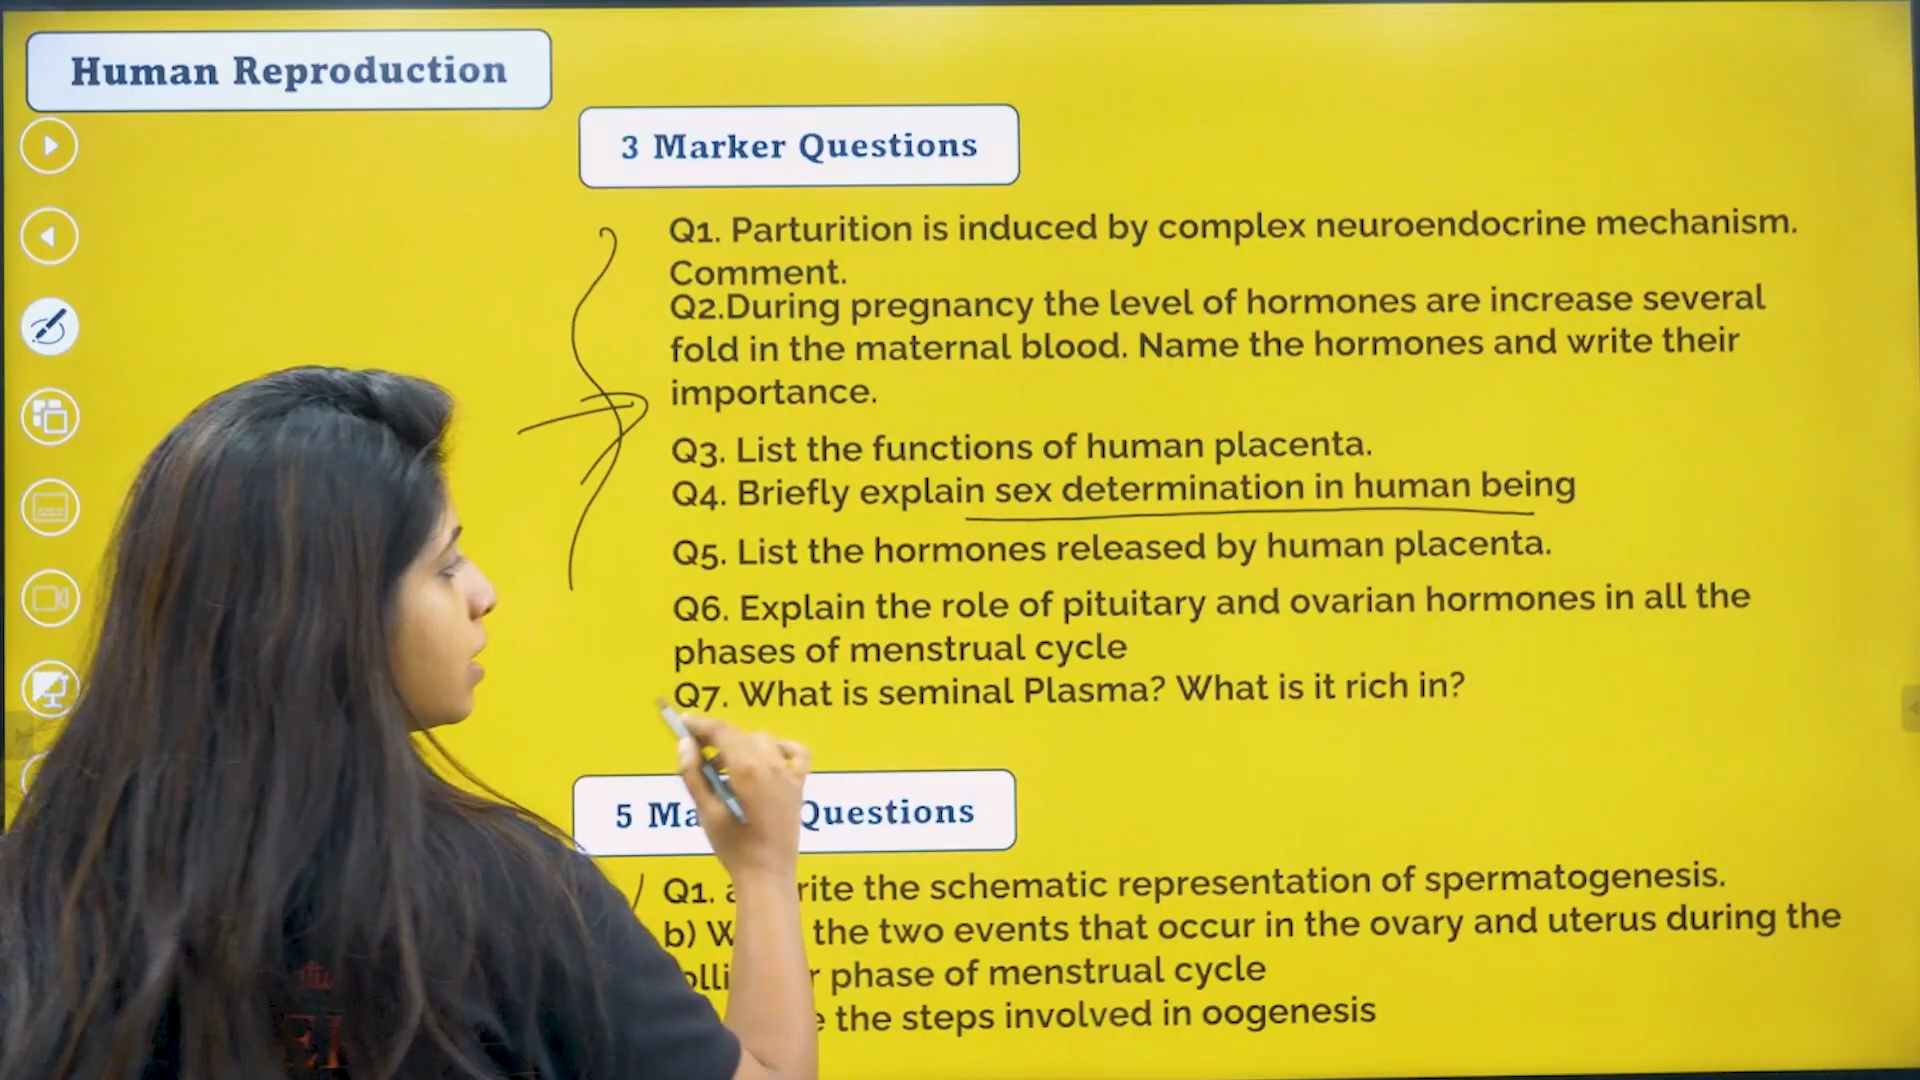 Human Reproduction
3 Marker Questions
Q1. Parturition is induced by complex neuroendocrine mechanism.
Comment.
Q2.During pregnancy the level of hormones are increase several
fold in the maternal blood. Name the hormones and write their
importance.
Q3. List the functions of human placenta.
Q4. Briefly explain sex determination in human being
Q5. List the hormones released by human placenta.
Q6. Explain the role of pituitary and ovarian hormones in all the
phases of menstrual cycle
Q7. What is seminal Plasma? What is it rich in?
5 Questions
Q1. the schematic representation of spermatogenesis.
b) the two events that occur in the ovary and uterus during the
phase of menstrual cycle
the steps involved in oogenesis